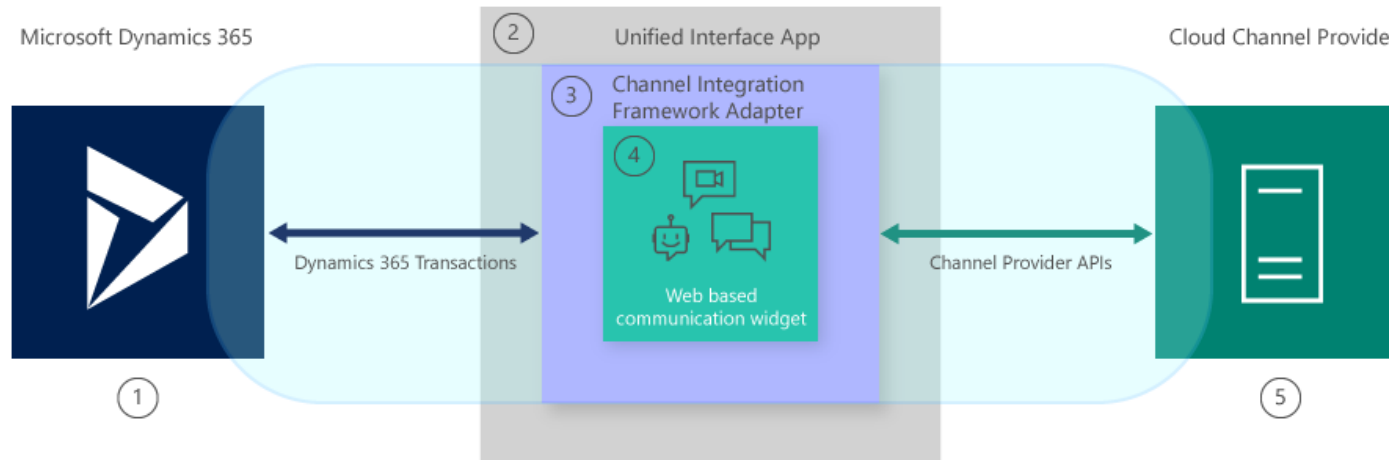 Microsoft Dynamics 365
2
Unified Interface App
Cloud Channel Provide
3
Channel Integration
Framework Adapter
4
Dynamics 365 Transactions
Channel Provider APIs
Web based
communication widget
1
5